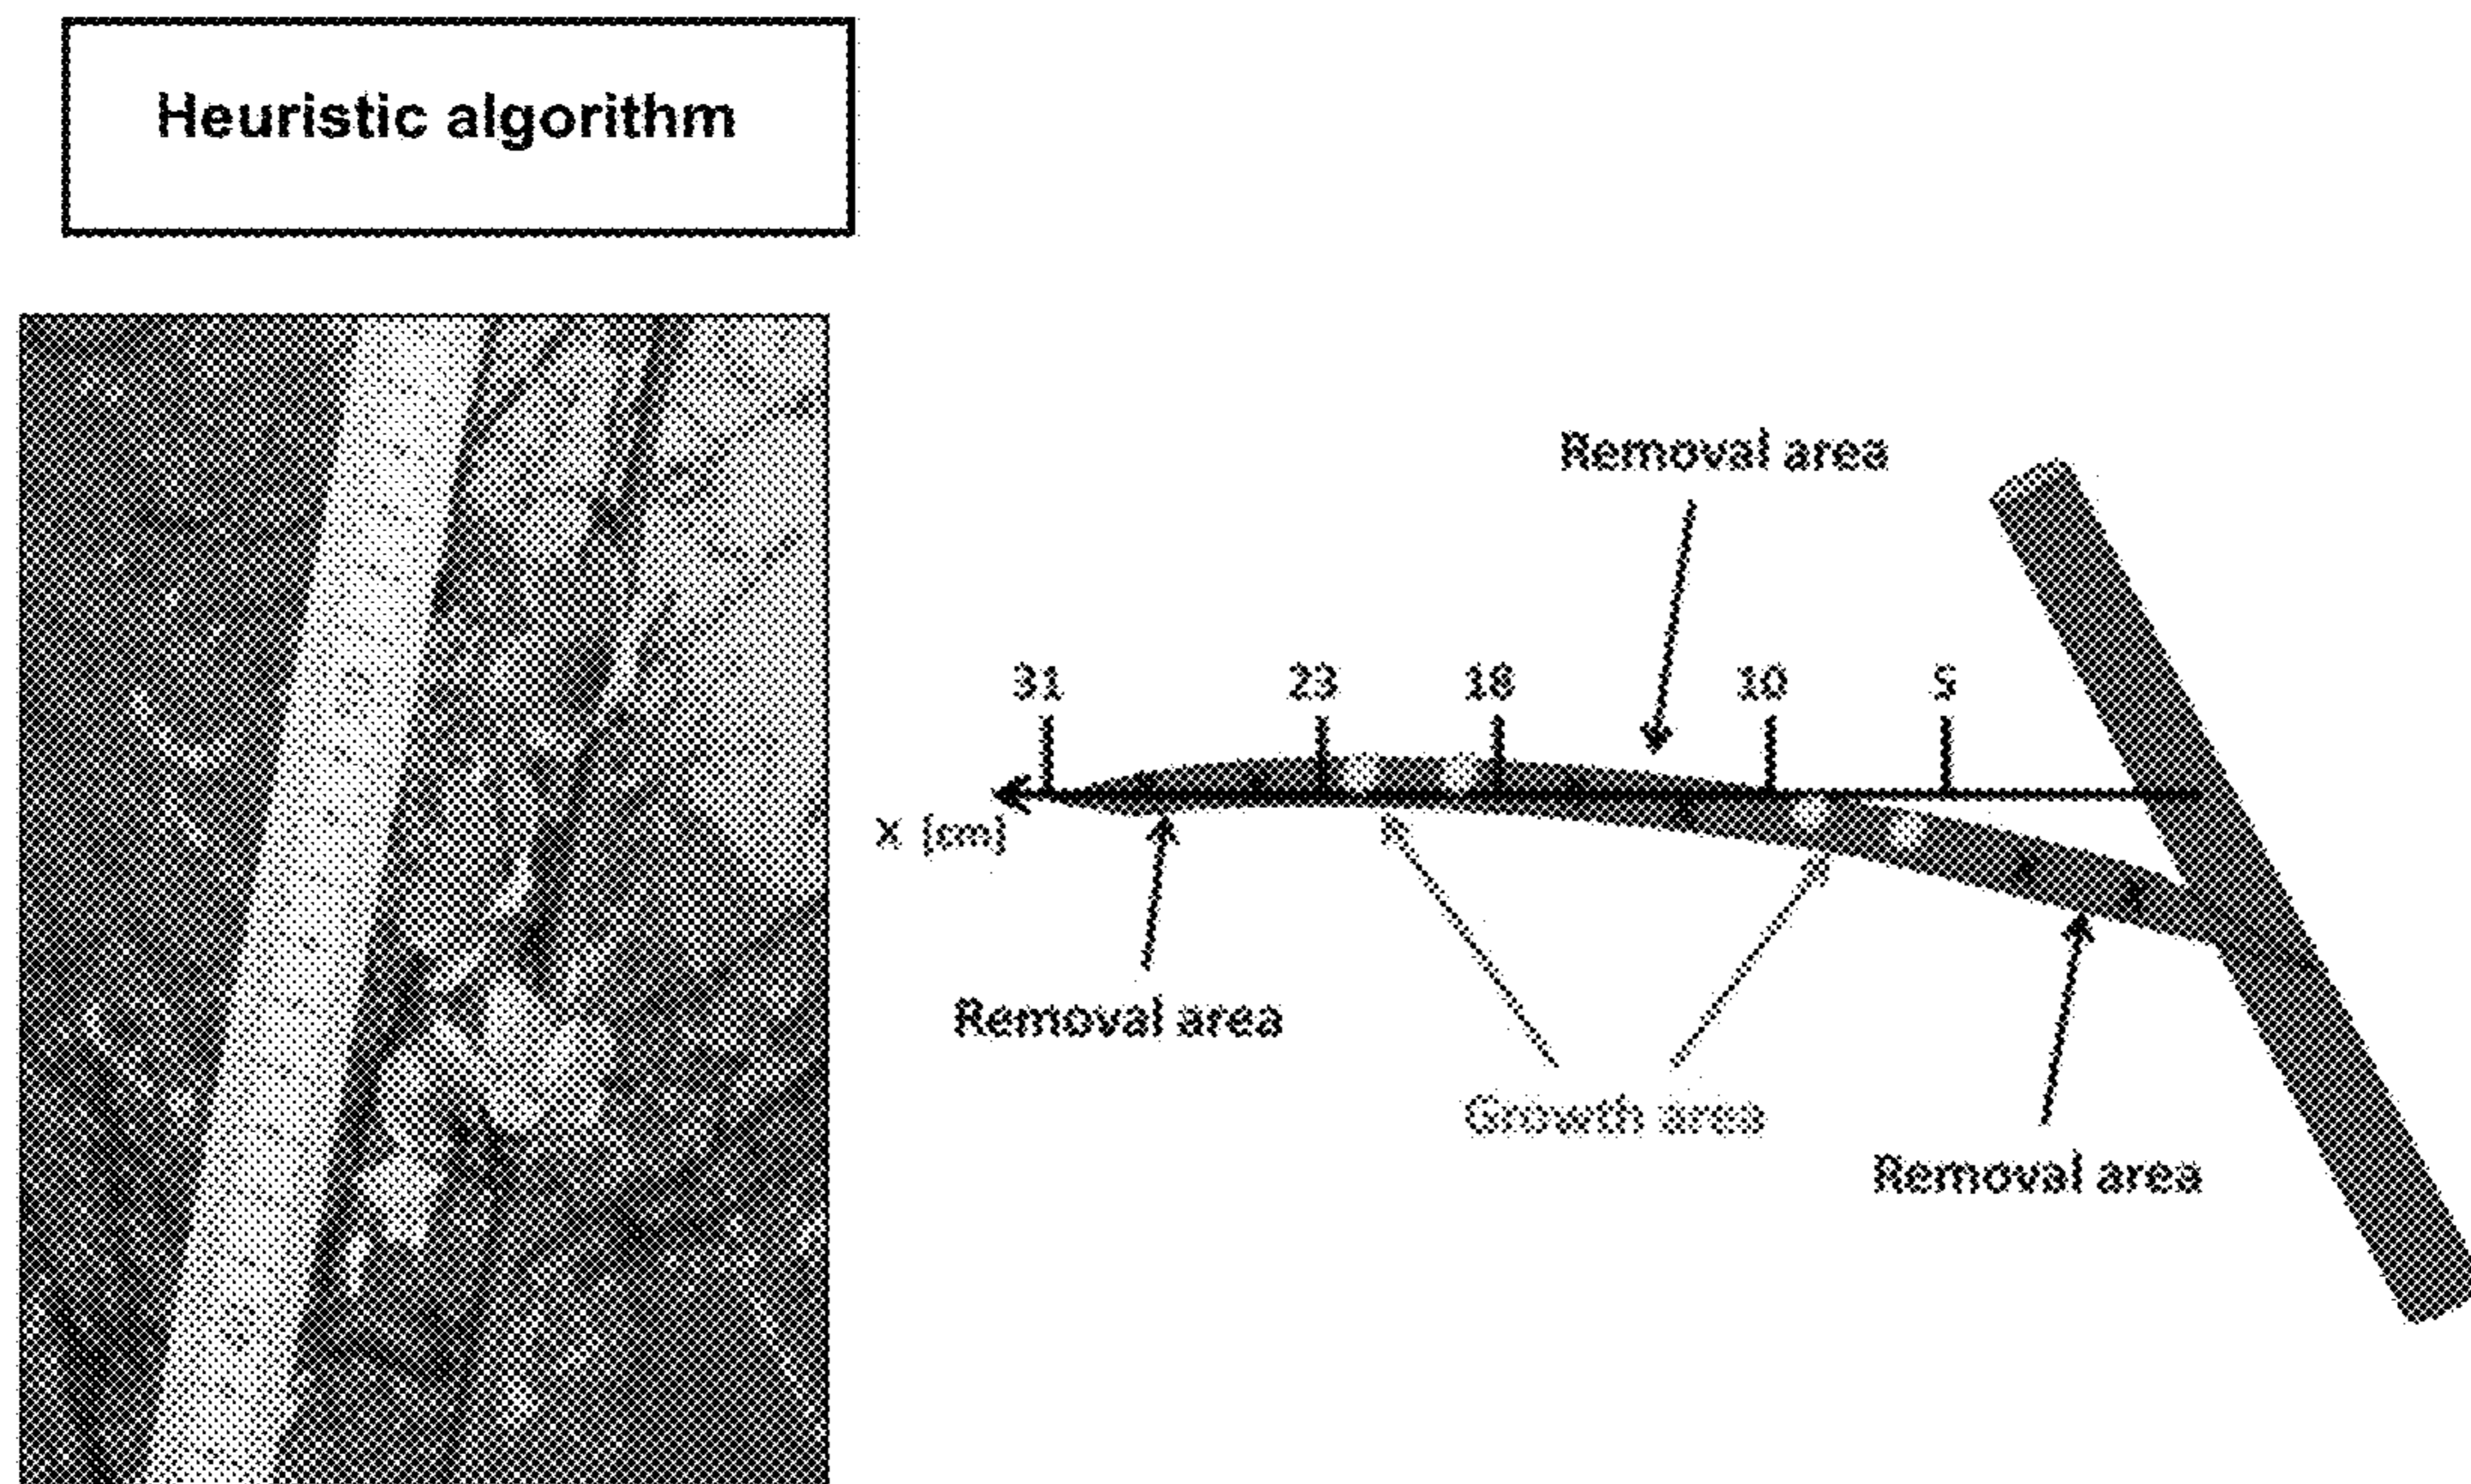 Heuristic algorithm
Removal area
31 23 18 10 5
X [cm]
Removal area
Growth area
Removal area